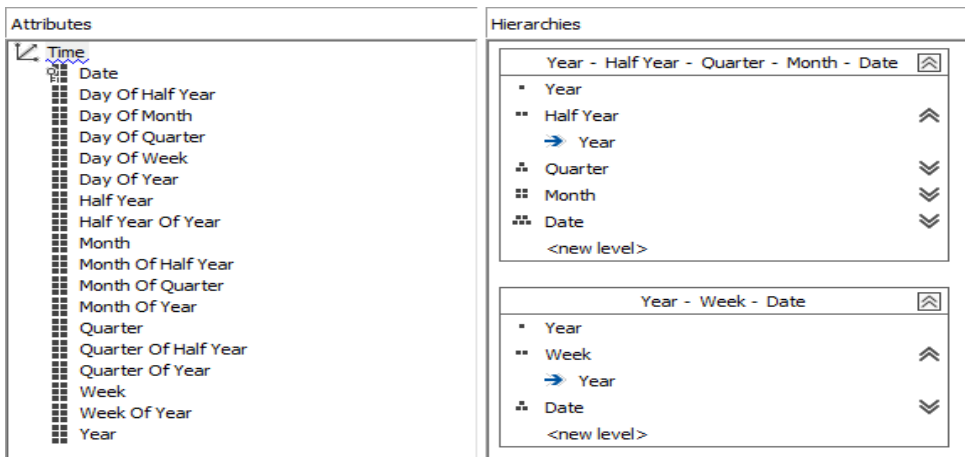 Attributes
Time
Date
Day Of Half Year
Day Of Month
Day Of Quarter
Day Of Week
Day Of Year
Half Year
Half Year Of Year
Month
Month Of Half Year
Month Of Quarter
Month Of Year
Quarter
Quarter Of Half Year
Quarter Of Year
Week
Week Of Year
Year
Hierarchies
Year - Half Year - Quarter - Month - Date
Year
Half Year
Year
Quarter
Month
Date
<new level>
Year - Week - Date
Year
Week
Year
Date
<new level>